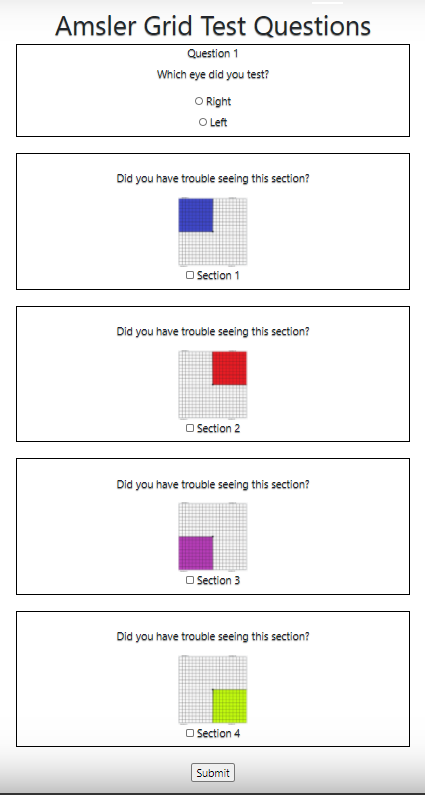 Amsler Grid Test Questions
Question 1
Which eye did you test?
Right
Left
Did you have trouble seeing this section?
Section 1
Did you have trouble seeing this section?
Section 2
Did you have trouble seeing this section?
Section 3
Did you have trouble seeing this section?
Section 4
Submit